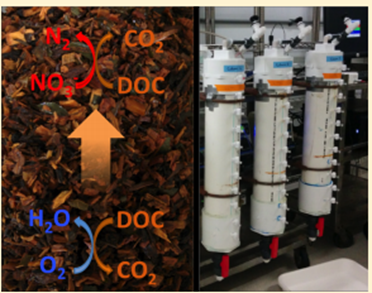 N₂ CO₂
NO₃ DOC
H₂O DOC
O₂ CO₂